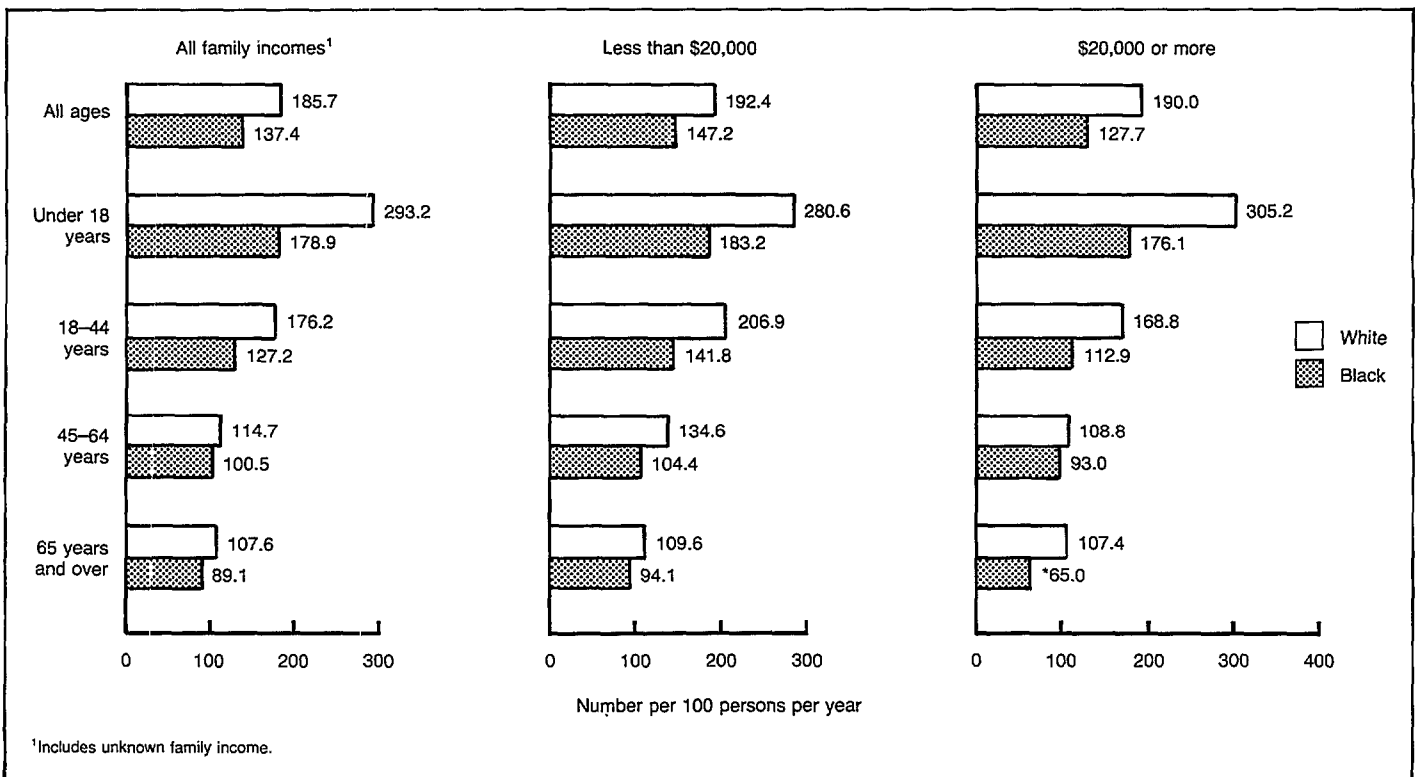 All family incomes¹
Less than $20,000
$20,000 or more
All ages
185.7
137.4
192.4
147.2
190.0
127.7
Under 18
years
293.2
178.9
280.6
183.2
305.2
176.1
18–44
years
176.2
127.2
206.9
141.8
168.8
112.9
White
Black
45–64
years
114.7
100.5
134.6
104.4
108.8
93.0
65 years
and over
107.6
89.1
109.6
94.1
107.4
*65.0
0 100 200 300
0 100 200 300
0 100 200 300 400
Number per 100 persons per year
¹Includes unknown family income.